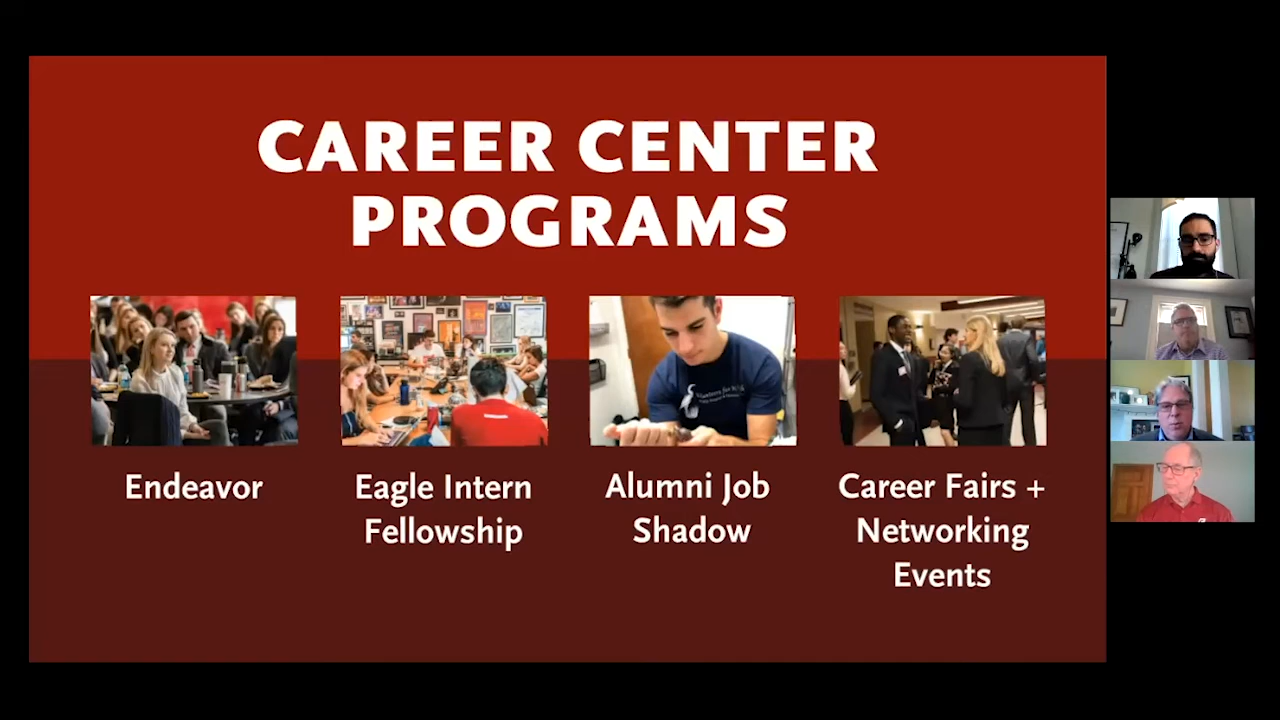 CAREER CENTER
PROGRAMS
Endeavor
Eagle Intern
Fellowship
Alumni Job
Shadow
Career Fairs +
Networking
Events